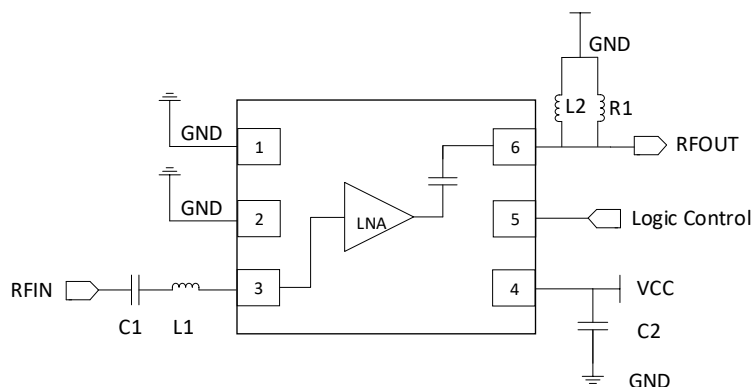 GND
L2
R1
GND
1
6
RFOUT
GND
2
LNA
5
Logic Control
RFIN
3
4
VCC
C1
L1
C2
GND